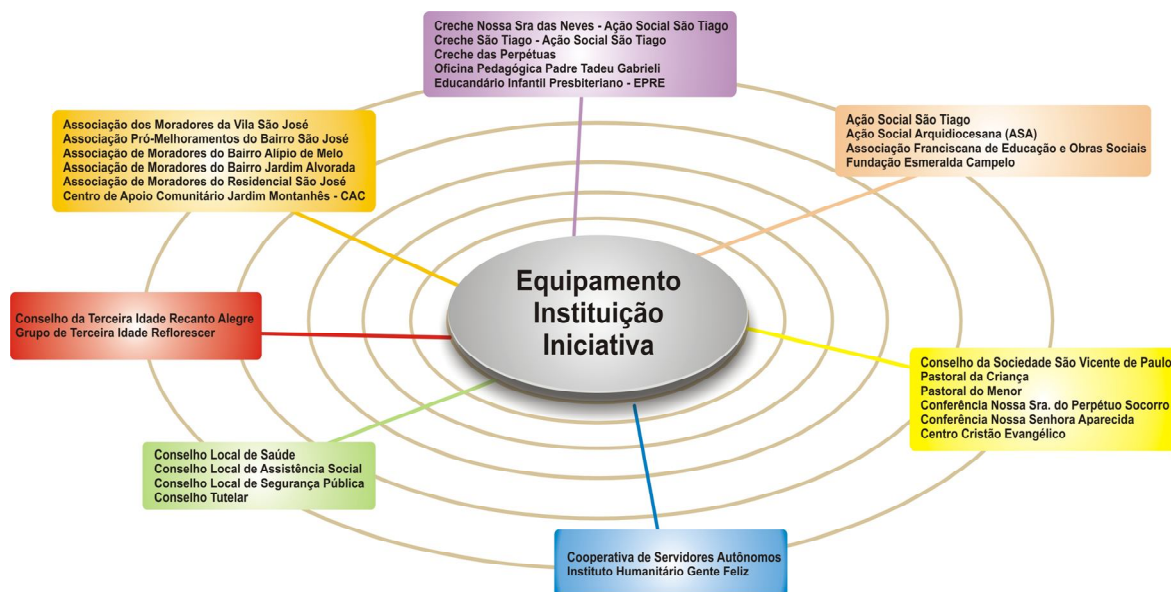 Creche Nossa Sra das Neves - Ação Social São Tiago
Creche São Tiago - Ação Social São Tiago
Creche das Perpétuas
Oficina Pedagógica Padre Tadeu Gabrieli
Educandário Infantil Presbiteriano - EPRE
Associação dos Moradores da Vila São José
Associação Pró-Melhoramentos do Bairro São José
Associação de Moradores do Bairro Alípio de Melo
Associação de Moradores do Bairro Jardim Alvorada
Associação de Moradores do Residencial São José
Centro de Apoio Comunitário Jardim Montanhês - CAC
Ação Social São Tiago
Ação Social Arquidiocesana (ASA)
Associação Franciscana de Educação e Obras Sociais
Fundação Esmeralda Campelo
Equipamento
Instituição
Iniciativa
Conselho da Terceira Idade Recanto Alegre
Grupo de Terceira Idade Reflorescer
Conselho da Sociedade São Vicente de Paulo
Pastoral da Criança
Pastoral do Menor
Conferência Nossa Sra. do Perpétuo Socorro
Conferência Nossa Senhora Aparecida
Centro Cristão Evangélico
Conselho Local de Saúde
Conselho Local de Assistência Social
Conselho Local de Segurança Pública
Conselho Tutelar
Cooperativa de Servidores Autônomos
Instituto Humanitário Gente Feliz